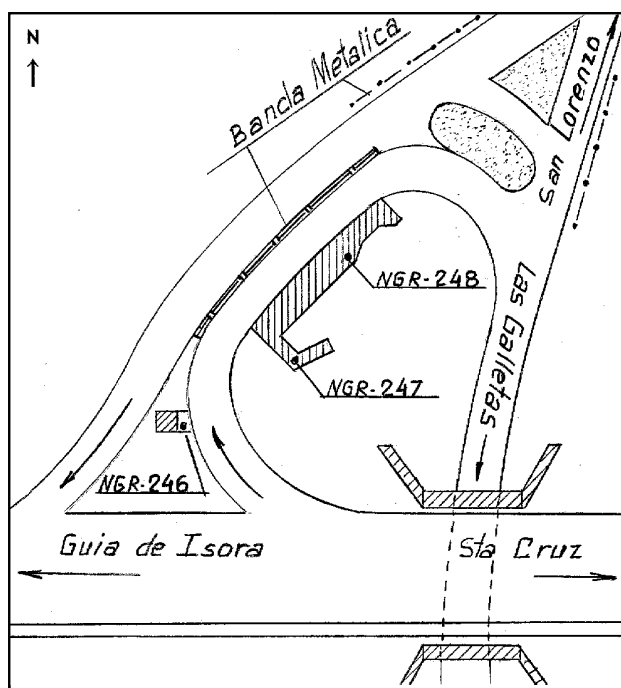 N
Banda Metalica
San Lorenzo
NGR-248
Las Galletas
NGR-247
NGR-246
Guia de Isora
Sta Cruz